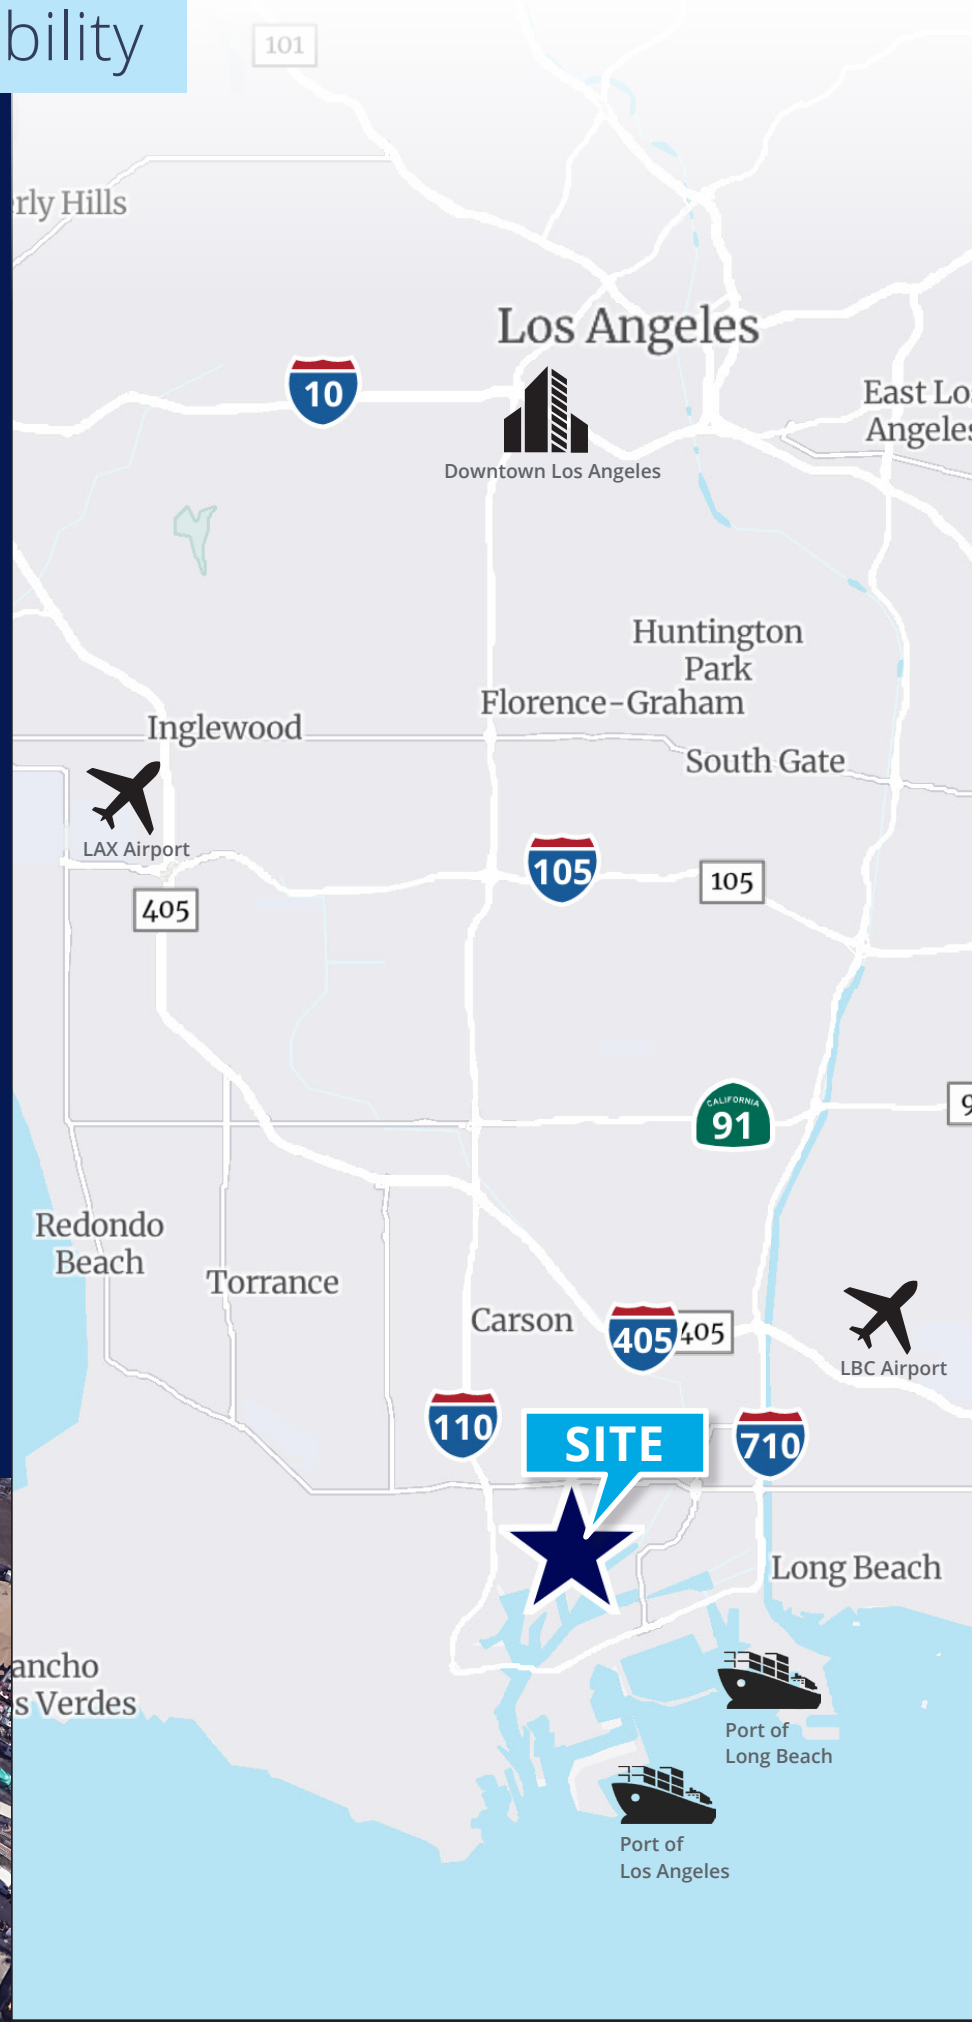 bility
101
rly Hills
Los Angeles
10
East Lo
Angeles
Downtown Los Angeles
Huntington
Park
Florence-Graham
Inglewood
South Gate
LAX Airport
105
105
405
CALIFORNIA
91
9
Redondo
Beach
Torrance
Carson
405
405
LBC Airport
110
SITE
710
Long Beach
ancho
s Verdes
Port of
Long Beach
Port of
Los Angeles